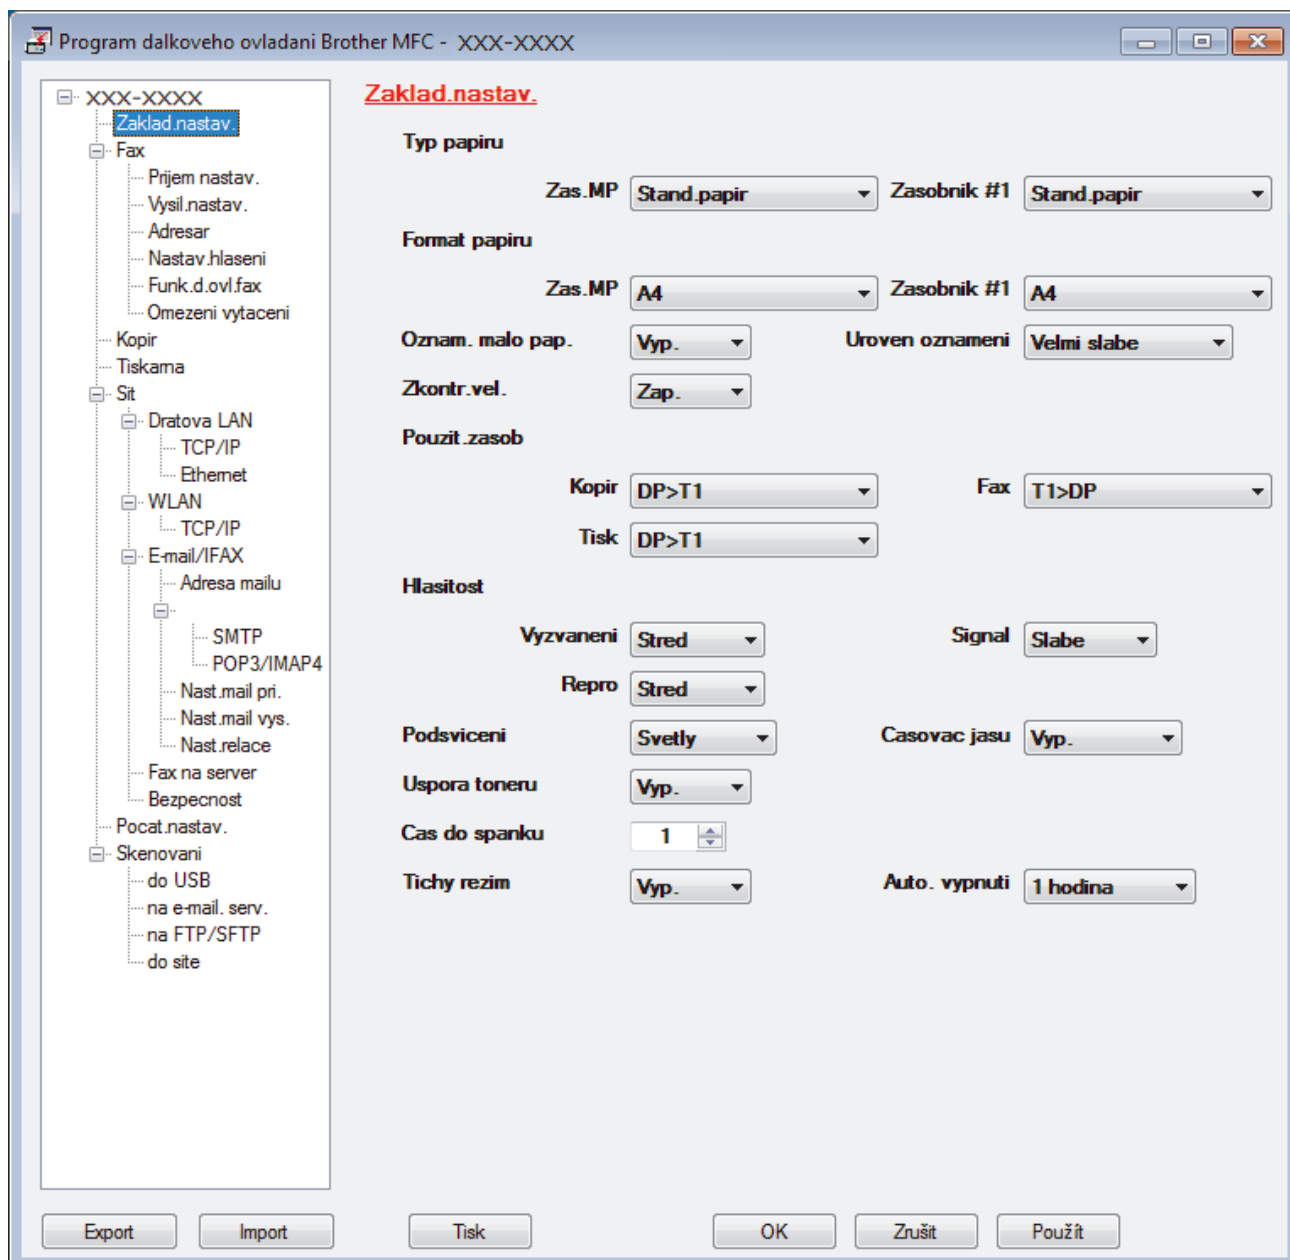 Program dalkoveho ovladani Brother MFC - XXX-XXXX
XXX-XXXX
Zaklad.nastav.
Fax
Prijem nastav.
Vysil.nastav.
Adresar
Nastav.hlaseni
Funk.d.ovl.fax
Omezeni vytaceni
Kopir
Tiskarna
Sit
Dratova LAN
TCP/IP
Ethernet
WLAN
TCP/IP
E-mail/IFAX
Adresa mailu
SMTP
POP3/IMAP4
Nast.mail pri.
Nast.mail vys.
Nast.relace
Fax na server
Bezpecnost
Pocat.nastav.
Skenovani
do USB
na e-mail. serv.
na FTP/SFTP
do site
Zaklad.nastav.
Typ papiru
Zas.MP Stand.papir Zasobnik #1 Stand.papir
Format papiru
Zas.MP A4 Zasobnik #1 A4
Oznam. malo pap. Vyp. Uroven oznameni Velmi slabe
Zkontr.vel. Zap.
Pouzit.zasob
Kopir DP>T1 Fax T1>DP
Tisk DP>T1
Hlasitost
Vyzvaneni Stred Signal Slabe
Repro Stred
Podsviceni Svetly Casovac jasu Vyp.
Uspora toneru Vyp.
Cas do spanku 1
Tichy rezim Vyp. Auto. vypnuti 1 hodina
Export Import Tisk OK Zrušit Použít